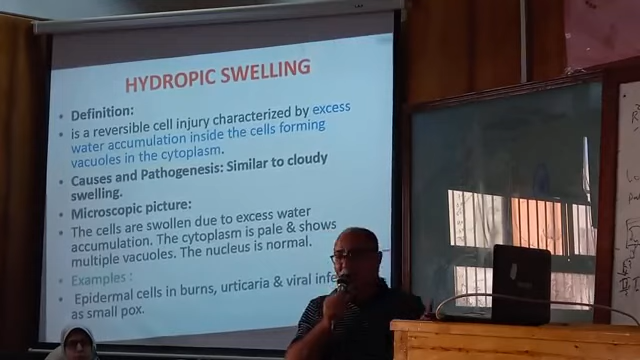 HYDROPIC SWELLING
• Definition:
• is a reversible cell injury characterized by excess
water accumulation inside the cells forming
vacuoles in the cytoplasm.
• Causes and Pathogenesis: Similar to cloudy
swelling.
• Microscopic picture:
• The cells are swollen due to excess water
accumulation. The cytoplasm is pale & shows
multiple vacuoles. The nucleus is normal.
• Examples :
• Epidermal cells in burns, urticaria & viral infe
as small pox.